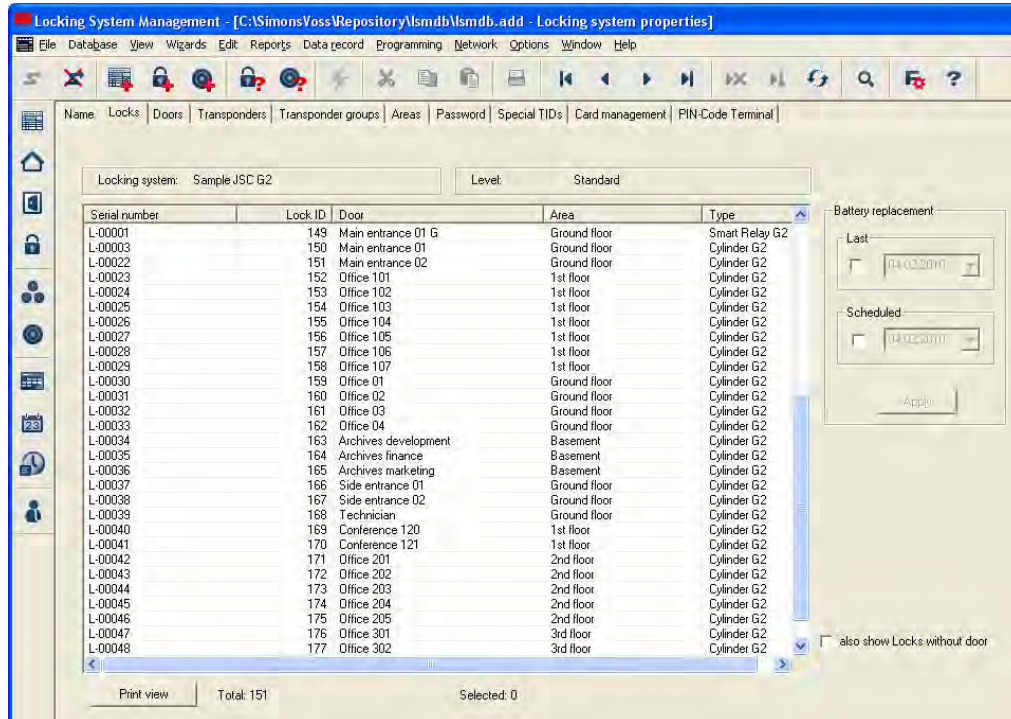 Locking System Management - [C:\SimonsVoss\Repository\lsmdb\lsmdb.add - Locking system properties]
File Database View Wizards Edit Reports Data record Programming Network Options Window Help
Name Locks Doors Transponders Transponder groups Areas Password Special TIDs Card management PIN-Code Terminal
Locking system: Sample JSC G2 Level: Standard
Serial number Lock ID Door Area Type
L-00001 149 Main entrance 01 G Ground floor Smart Relay G2
L-00003 150 Main entrance 01 Ground floor Cylinder G2
L-00022 151 Main entrance 02 Ground floor Cylinder G2
L-00023 152 Office 101 1st floor Cylinder G2
L-00024 153 Office 102 1st floor Cylinder G2
L-00025 154 Office 103 1st floor Cylinder G2
L-00026 155 Office 104 1st floor Cylinder G2
L-00027 156 Office 105 1st floor Cylinder G2
L-00028 157 Office 106 1st floor Cylinder G2
L-00029 158 Office 107 1st floor Cylinder G2
L-00030 159 Office 01 Ground floor Cylinder G2
L-00031 160 Office 02 Ground floor Cylinder G2
L-00032 161 Office 03 Ground floor Cylinder G2
L-00033 162 Office 04 Ground floor Cylinder G2
L-00034 163 Archives development Basement Cylinder G2
L-00035 164 Archives finance Basement Cylinder G2
L-00036 165 Archives marketing Basement Cylinder G2
L-00037 166 Side entrance 01 Ground floor Cylinder G2
L-00038 167 Side entrance 02 Ground floor Cylinder G2
L-00039 168 Technician Ground floor Cylinder G2
L-00040 169 Conference 120 1st floor Cylinder G2
L-00041 170 Conference 121 1st floor Cylinder G2
L-00042 171 Office 201 2nd floor Cylinder G2
L-00043 172 Office 202 2nd floor Cylinder G2
L-00044 173 Office 203 2nd floor Cylinder G2
L-00045 174 Office 204 2nd floor Cylinder G2
L-00046 175 Office 205 2nd floor Cylinder G2
L-00047 176 Office 301 3rd floor Cylinder G2
L-00048 177 Office 302 3rd floor Cylinder G2
Battery replacement
Last
04.02.2010
Scheduled
04.02.2010
Apply
also show Locks without door
Print view Total: 151 Selected: 0
23